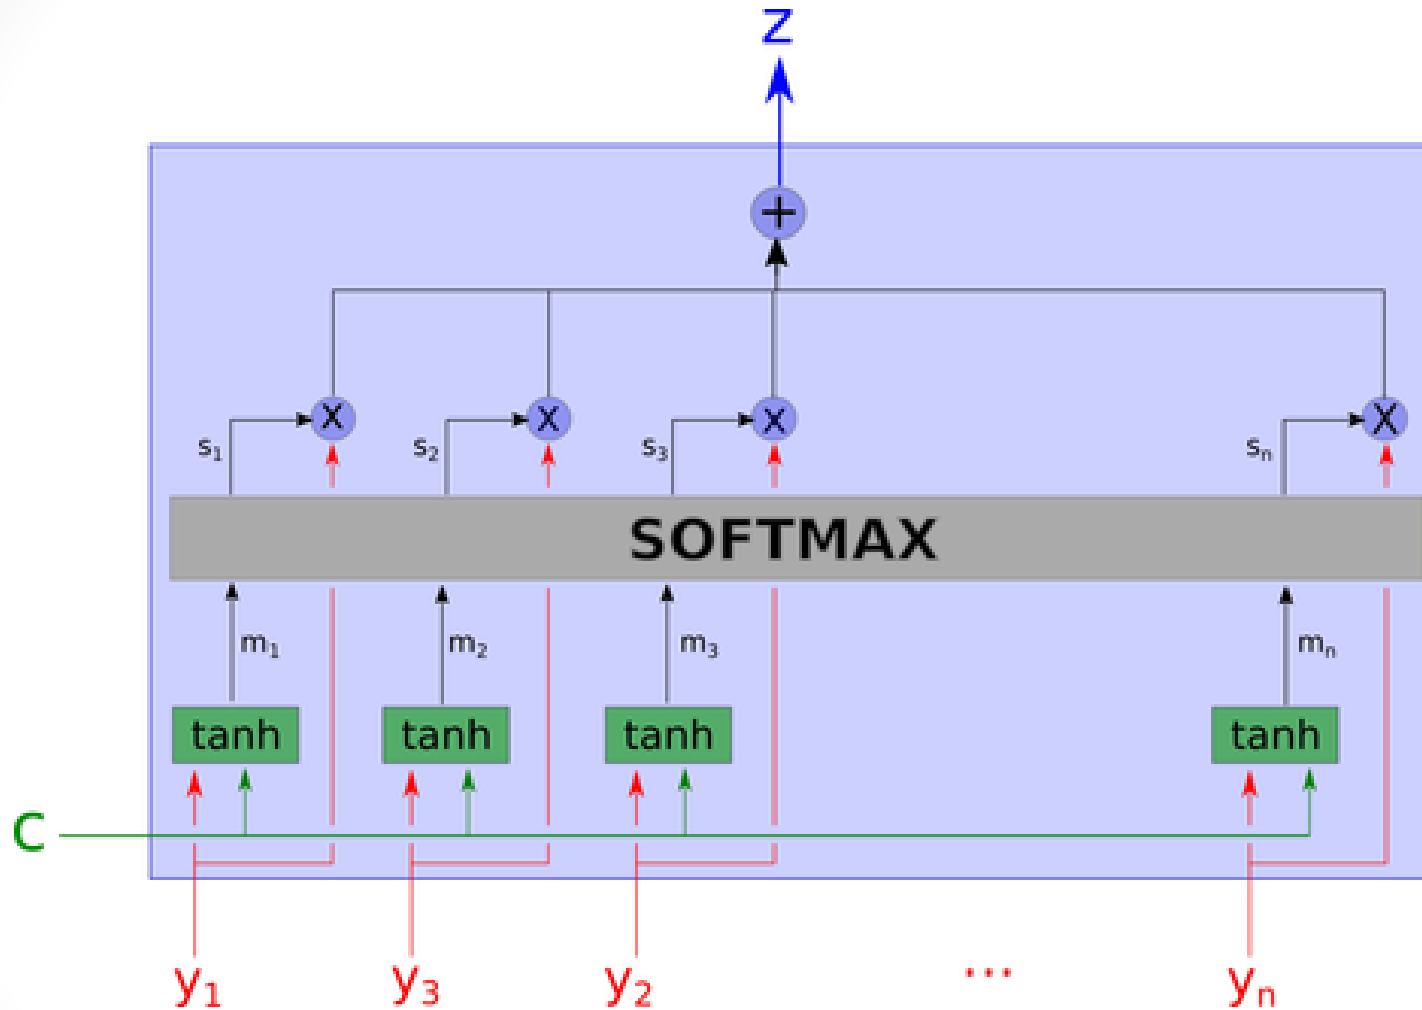 Z
+
X X X X
s1 s2 s3 sn
SOFTMAX
m1 m2 m3 mn
tanh tanh tanh tanh
C
y1 y3 y2 ... yn